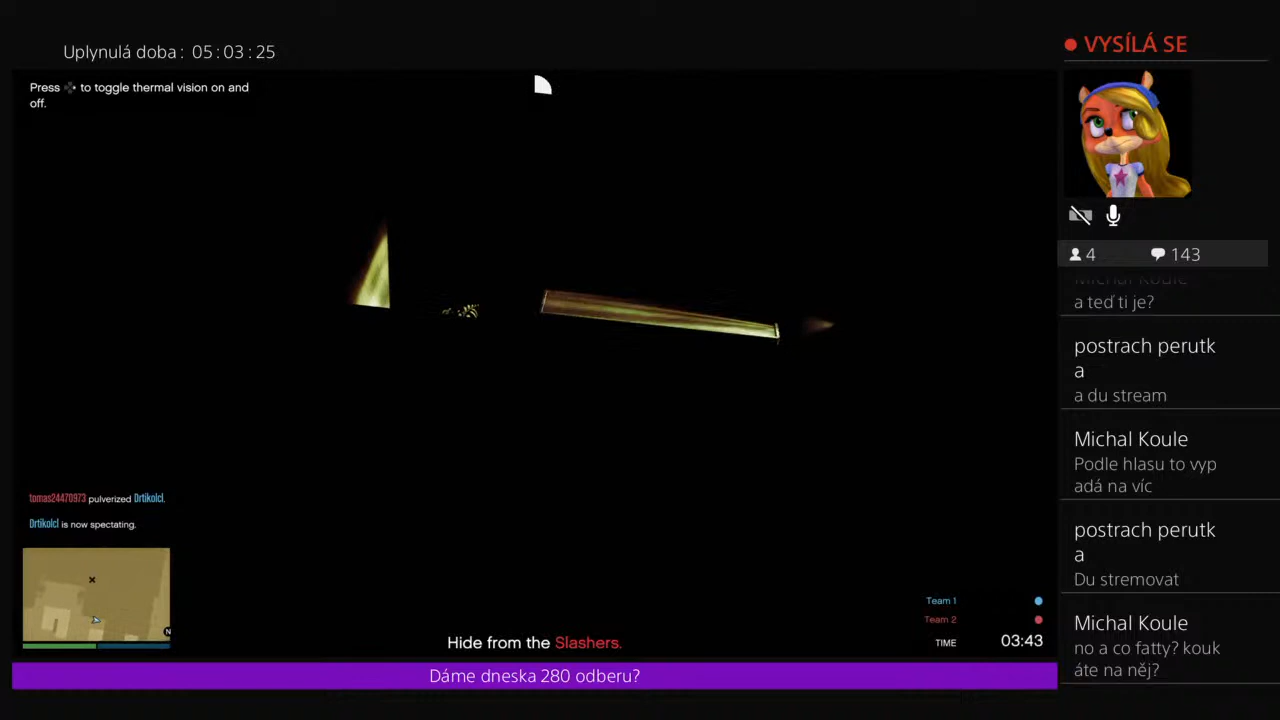 Uplynulá doba: 05:03:25
VYSÍLÁ SE
Press to toggle thermal vision on and
off.
4 143
Michal Koule
a teď ti je?
postrach perutk
a
a du stream
Michal Koule
Podle hlasu to vyp
adá na víc
postrach perutk
a
Du stremovat
Michal Koule
no a co fatty? kouk
áte na něj?
tomas24470973 pulverized Drtikolcl.
Drtikolcl is now spectating.
N
Team 1
Team 2
TIME 03:43
Hide from the Slashers.
Dáme dneska 280 odberu?